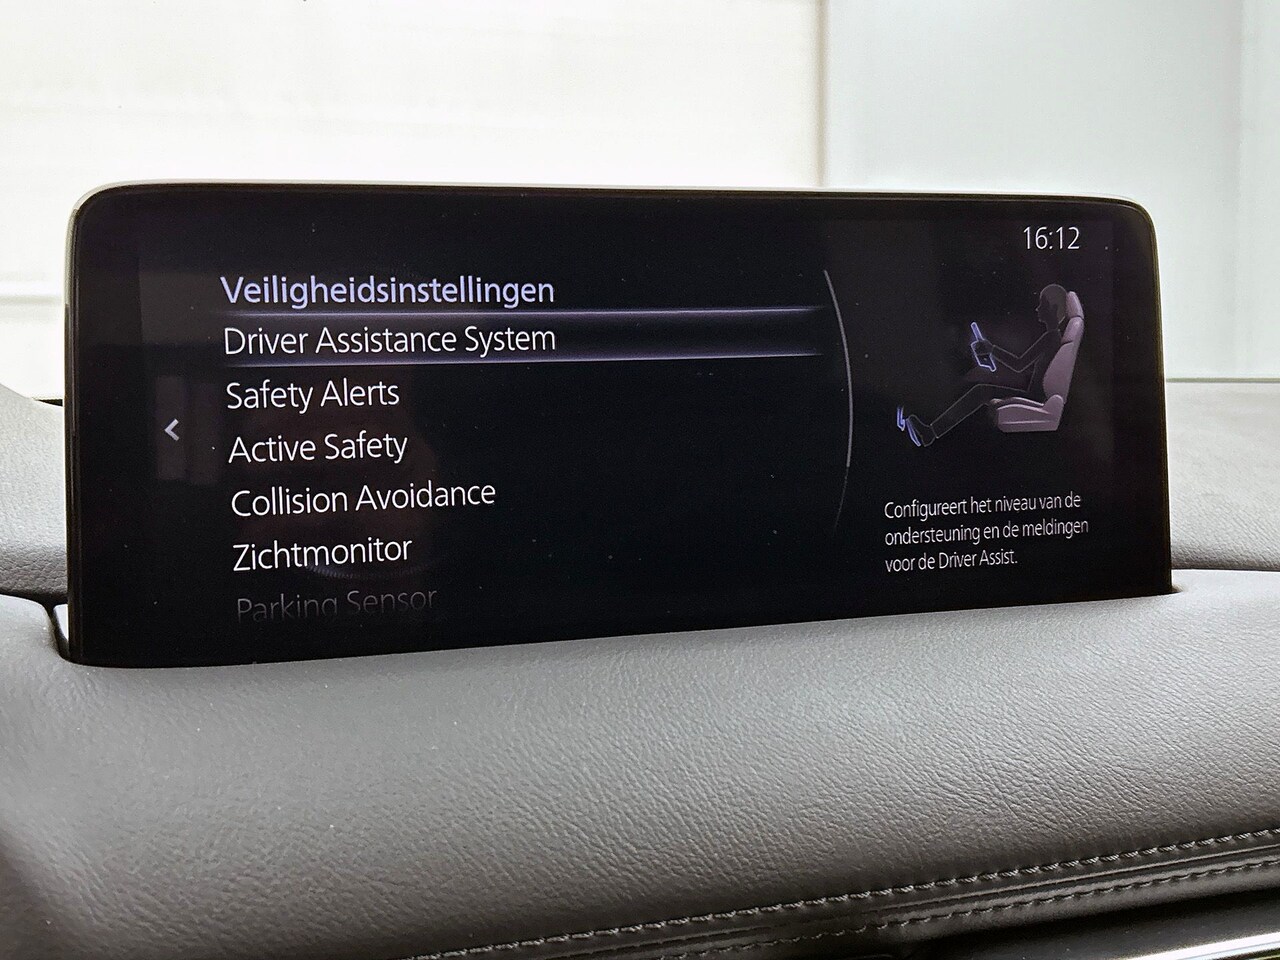 16:12
Veiligheidsinstellingen
Driver Assistance System
Safety Alerts
Active Safety
Collision Avoidance
Zichtmonitor
Parking Sensor
Configureert het niveau van de
ondersteuning en de meldingen
voor de Driver Assist.